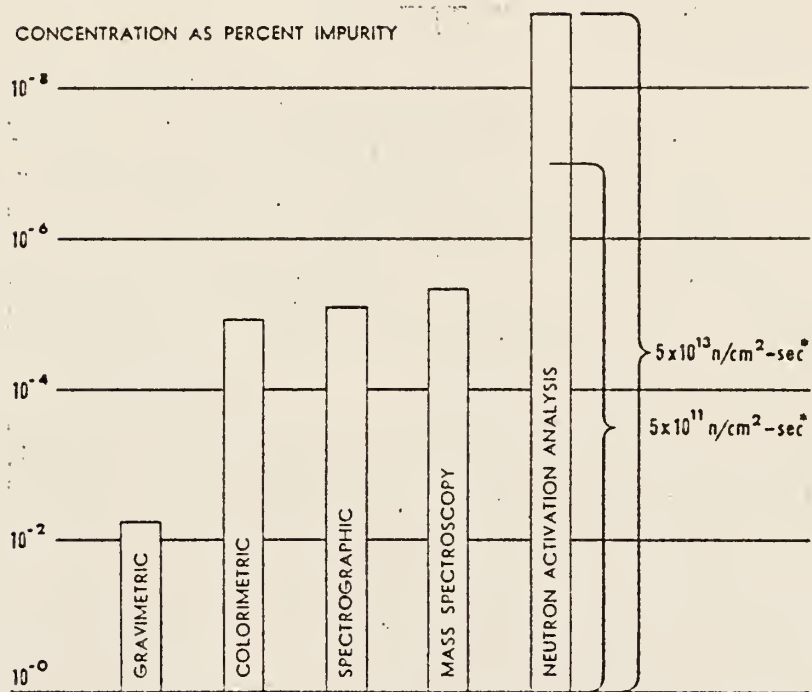 CONCENTRATION AS PERCENT IMPURITY
10⁻⁸
10⁻⁶
10⁻⁴
10⁻²
10⁻⁰
GRAVIMETRIC
COLORIMETRIC
SPECTROGRAPHIC
MASS SPECTROSCOPY
NEUTRON ACTIVATION ANALYSIS
5x10¹³n/cm²-sec*
5x10¹¹n/cm²-sec*